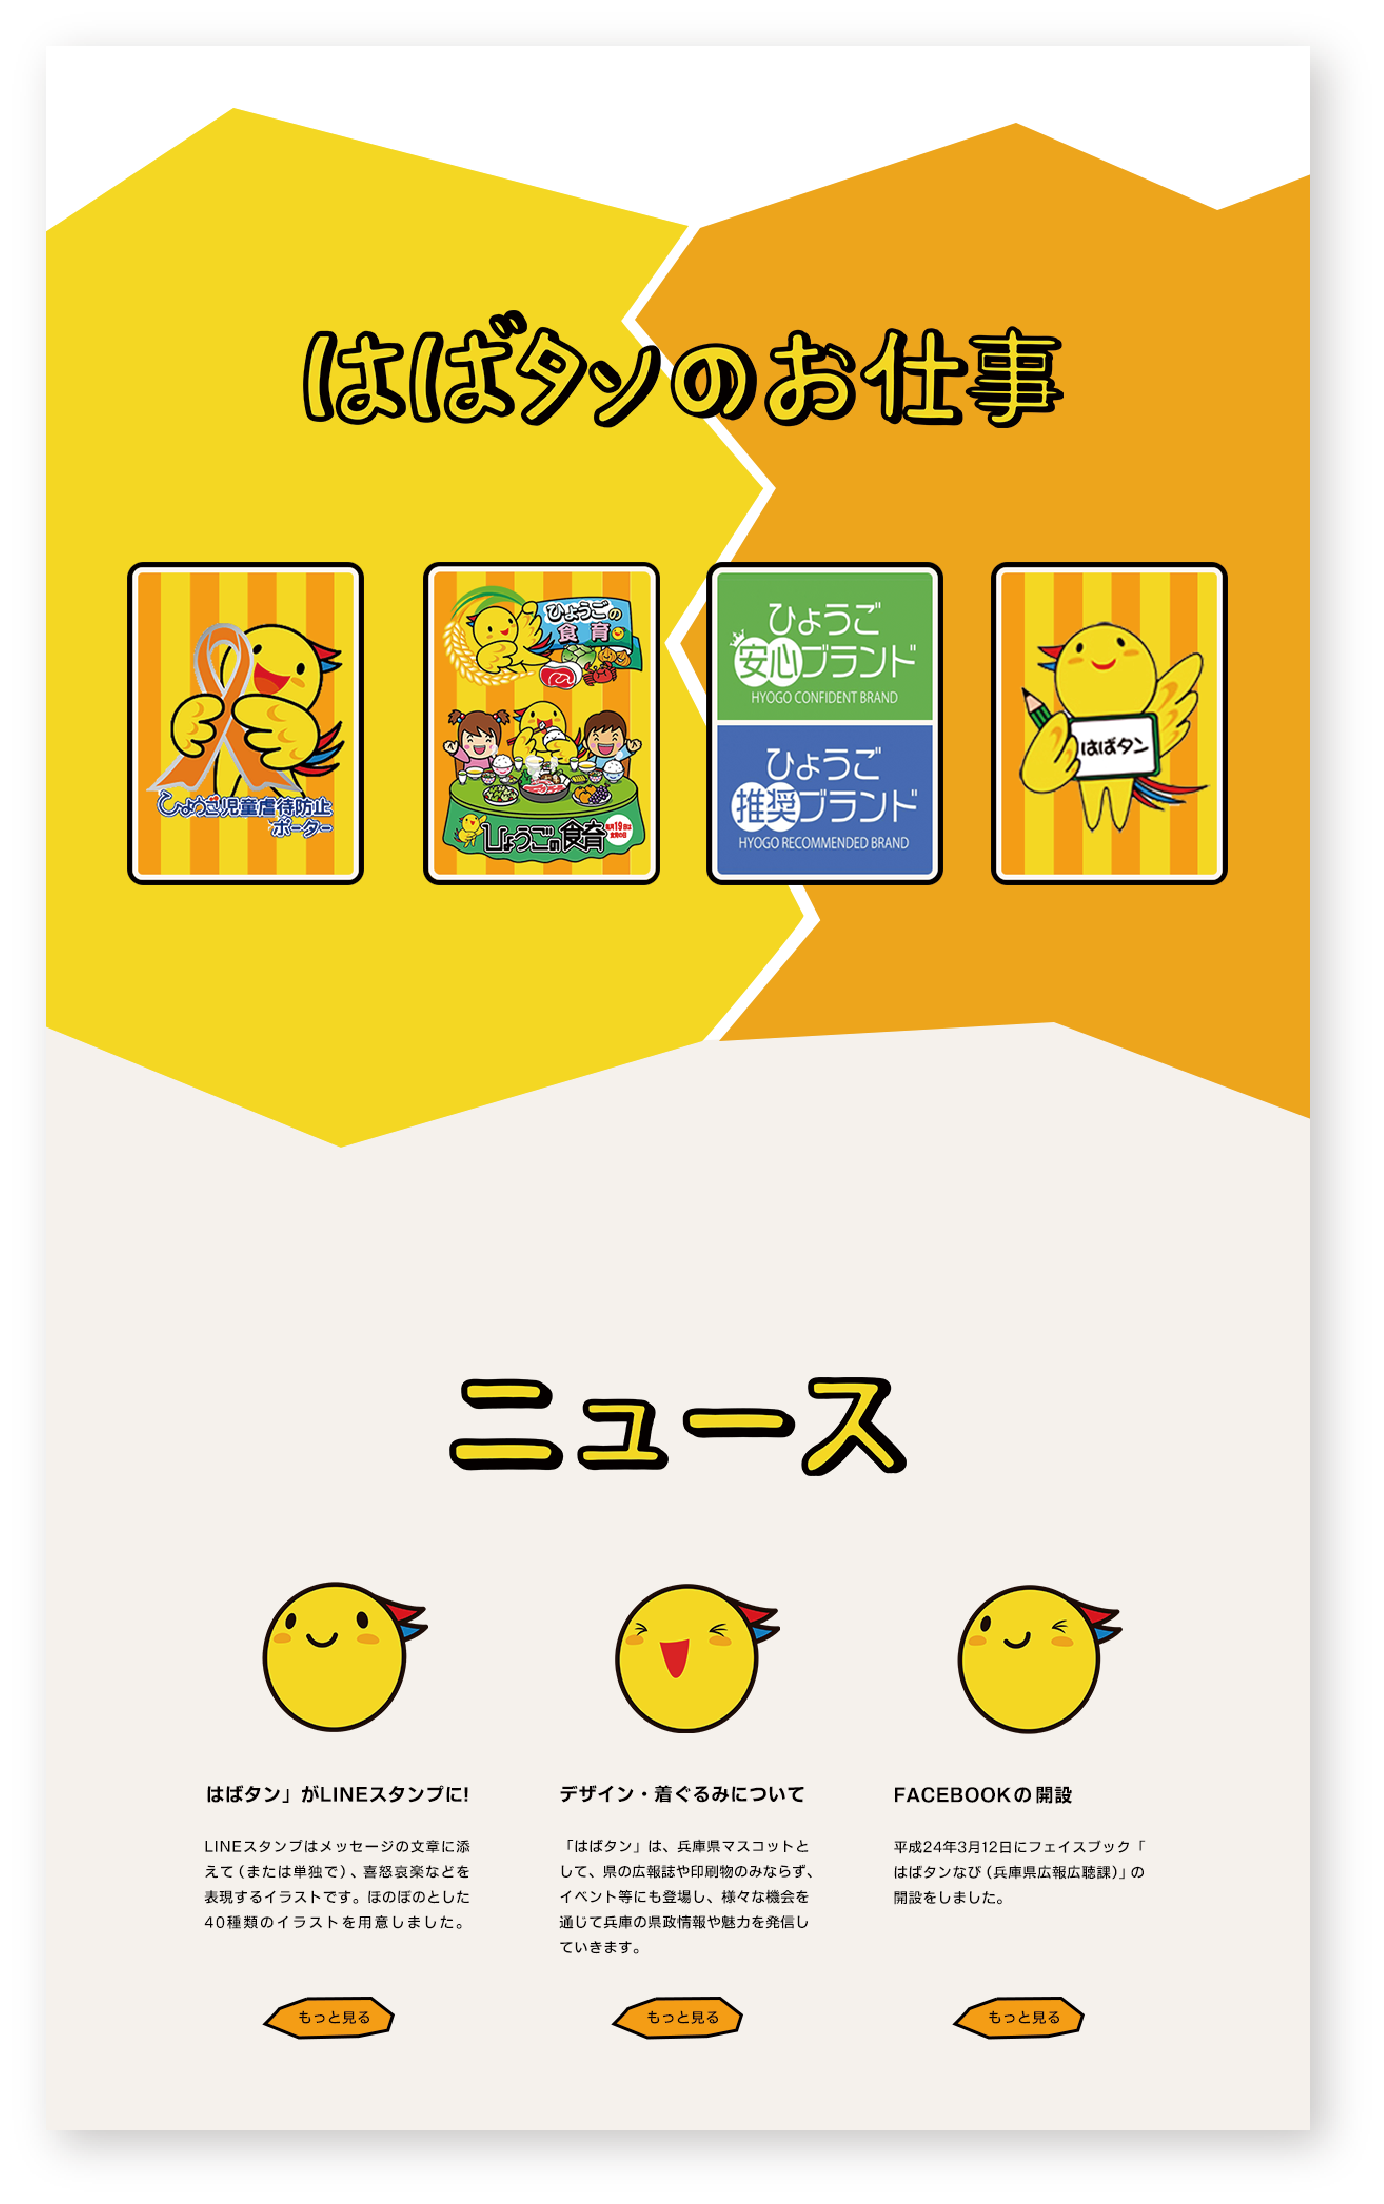 はばタンのお仕事
ひょうご児童虐待防止
ポーター
ひょうごの
食育
ひょうごの食育
毎月19日は
食育の日
ひょうご
安心ブランド
HYOGO CONFIDENT BRAND
ひょうご
推奨ブランド
HYOGO RECOMMENDED BRAND
はばタン
ニュース
はばタン」がLINEスタンプに!
LINEスタンプはメッセージの文章に添
えて(または単独で)、喜怒哀楽などを
表現するイラストです。ほのぼのとした
40種類のイラストを用意しました。
もっと見る
デザイン・着ぐるみについて
「はばタン」は、兵庫県マスコットと
して、県の広報誌や印刷物のみならず、
イベント等にも登場し、様々な機会を
通じて兵庫の県政情報や魅力を発信し
ていきます。
もっと見る
FACEBOOKの開設
平成24年3月12日にフェイスブック「
はばタンなび(兵庫県広報広聴課)」の
開設をしました。
もっと見る